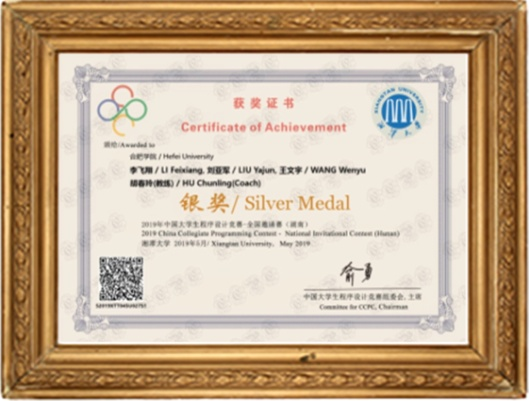 获奖证书
Certificate of Achievement
XIANGTAN UNIVERSITY
颁给/Awarded to
合肥学院 / Hefei University
李飞翔 / LI Feixiang, 刘亚军 / LIU Yajun, 王文宇 / WANG Wenyu
胡春玲(教练) / HU Chunling(Coach)
银奖/ Silver Medal
2019年中国大学生程序设计竞赛-全国邀请赛（湖南）
2019 China Collegiate Programming Contest - National Invitational Contest (Hunan)
湘潭大学 2019年5月/ Xiangtan University, May 2019
中国大学生程序设计竞赛组委会, 主席
Committee for CCPC, Chairman